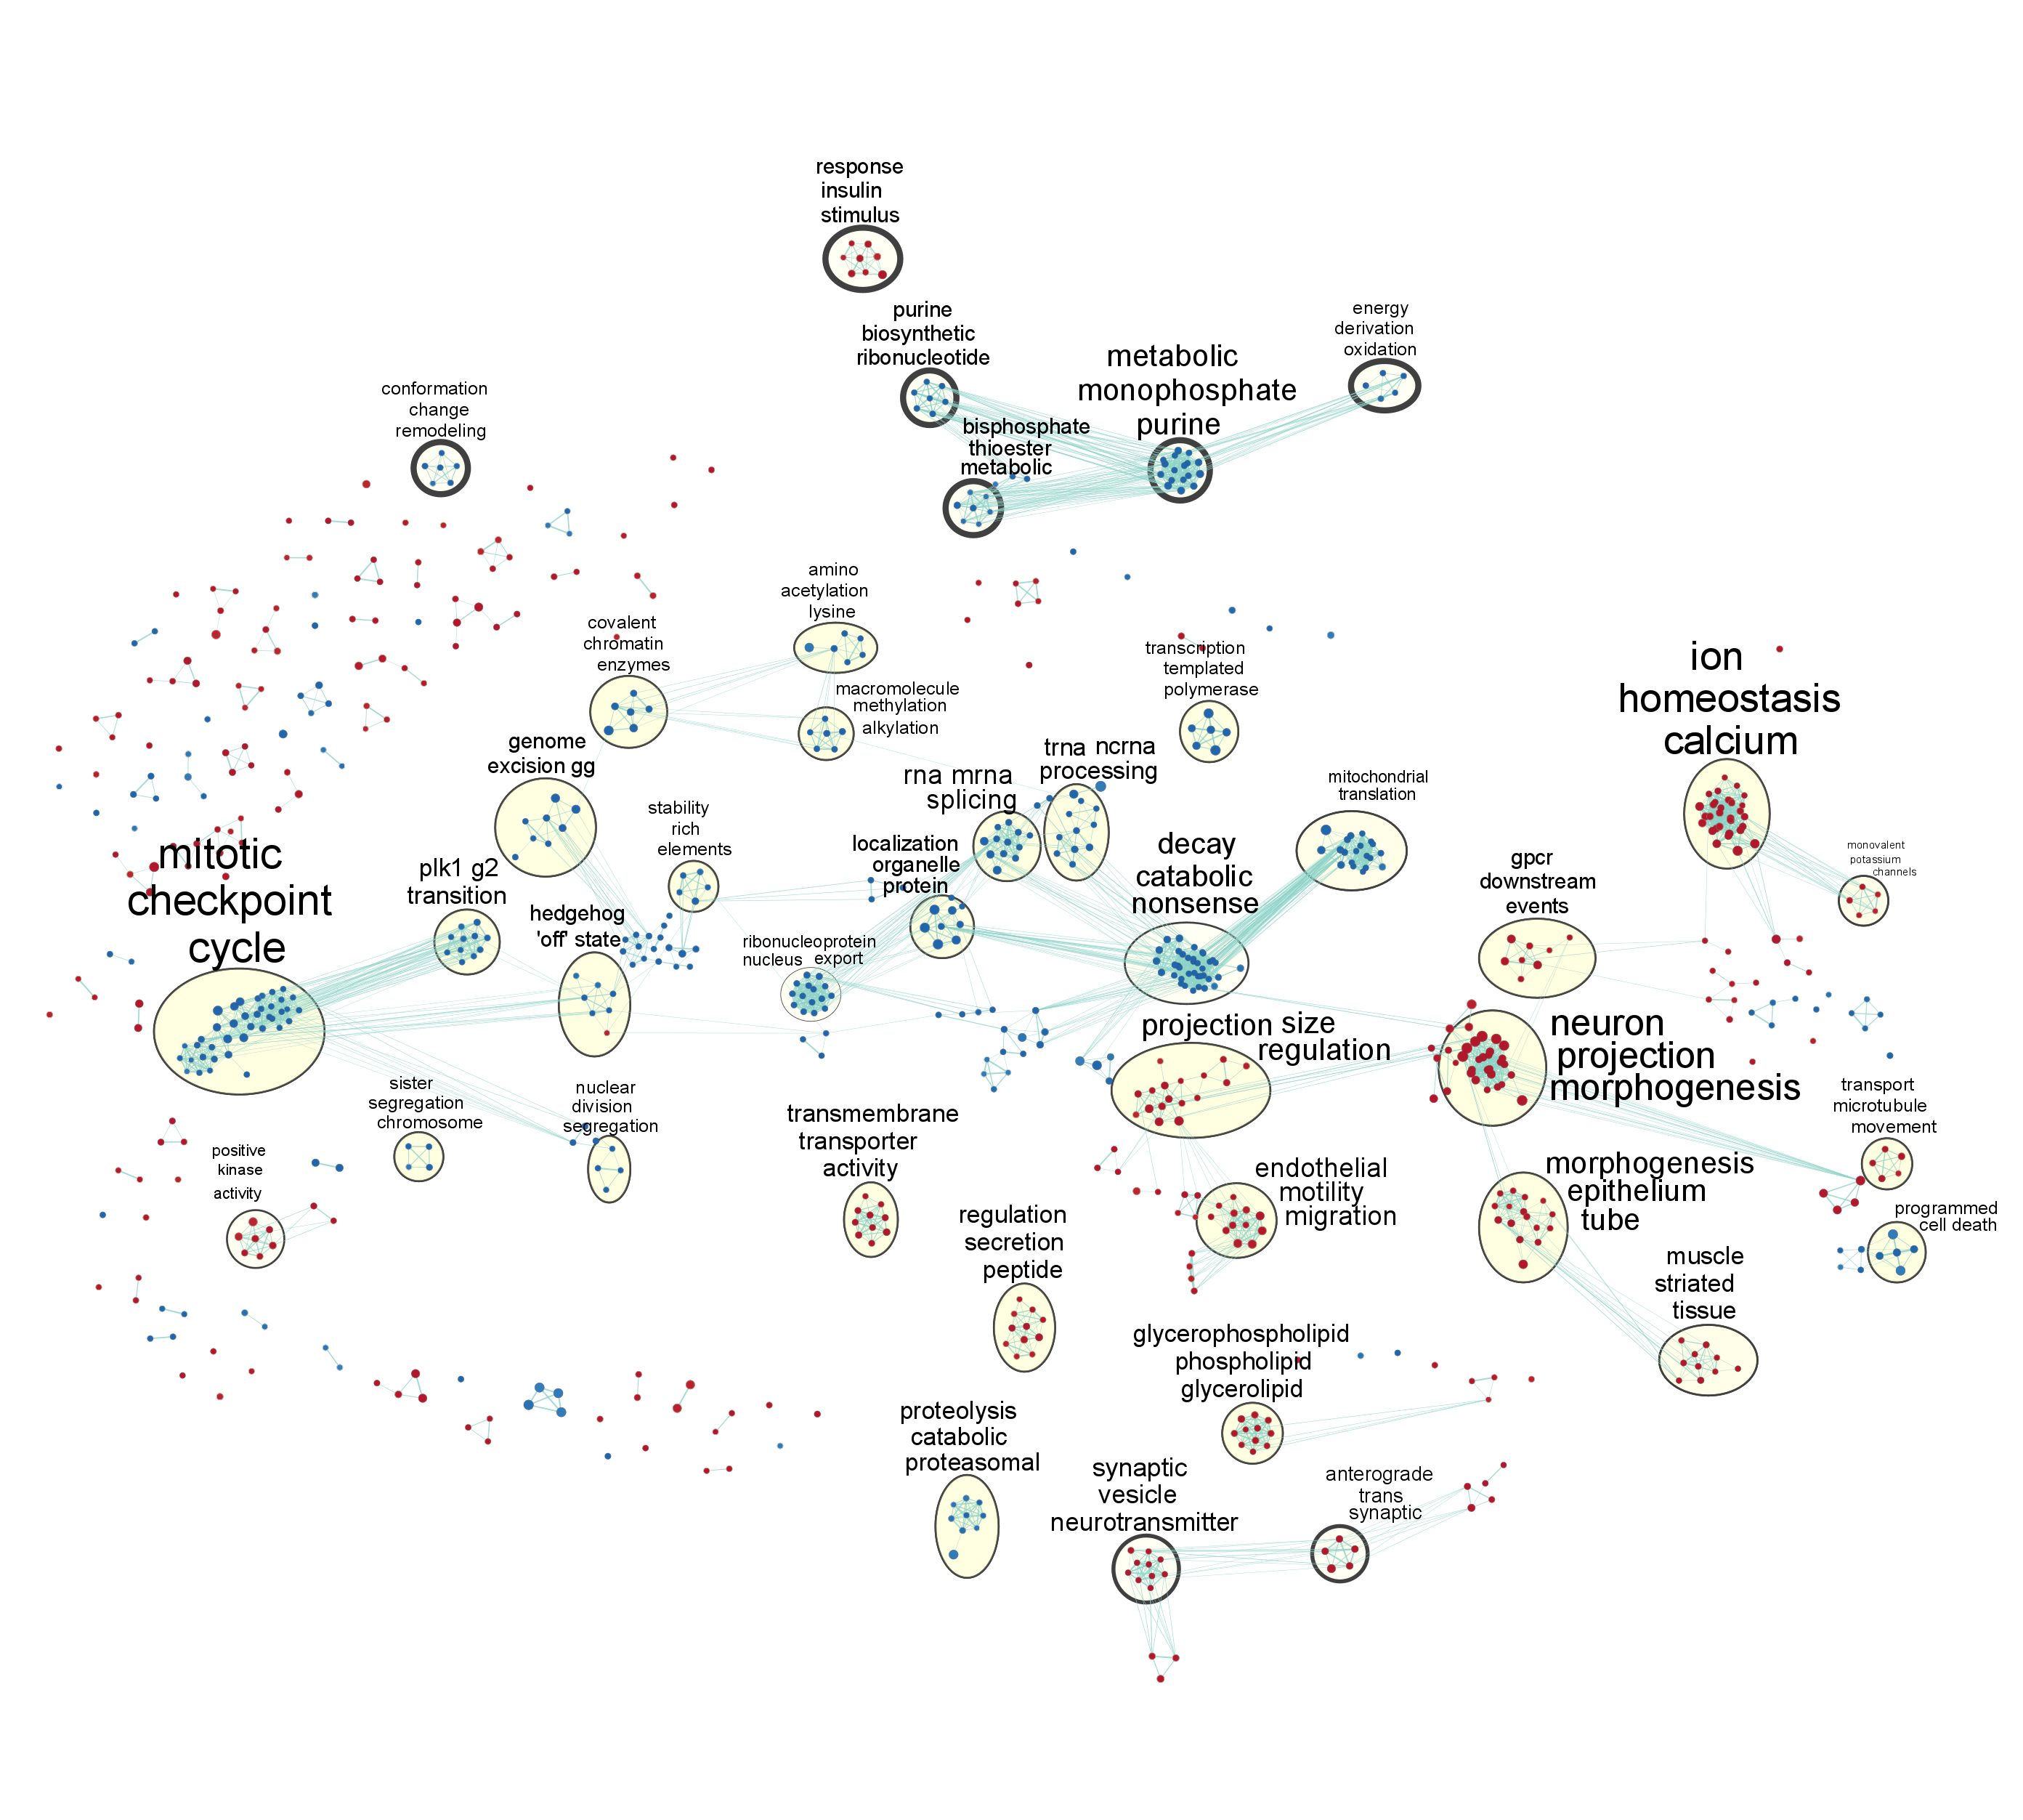 response
insulin
stimulus
purine
biosynthetic
ribonucleotide
metabolic
monophosphate
purine
energy
derivation
oxidation
conformation
change
remodeling
bisphosphate
thioester
metabolic
amino
acetylation
lysine
covalent
chromatin
enzymes
macromolecule
methylation
alkylation
transcription
templated
polymerase
ion
homeostasis
calcium
genome
excision gg
trna ncrna
processing
rna mrna
splicing
mitochondrial
translation
stability
rich
elements
localization
organelle
protein
decay
catabolic
nonsense
monovalent
potassium
channels
gpcr
downstream
events
mitotic
checkpoint
cycle
plk1 g2
transition
hedgehog
'off' state
ribonucleoprotein
nucleus export
projection size
regulation
neuron
projection
morphogenesis
sister
segregation
chromosome
nuclear
division
segregation
transmembrane
transporter
activity
transport
microtubule
movement
positive
kinase
activity
endothelial
motility
migration
morphogenesis
epithelium
tube
programmed
cell death
regulation
secretion
peptide
muscle
striated
tissue
glycerophospholipid
phospholipid
glycerolipid
proteolysis
catabolic
proteasomal
synaptic
vesicle
neurotransmitter
anterograde
trans
synaptic